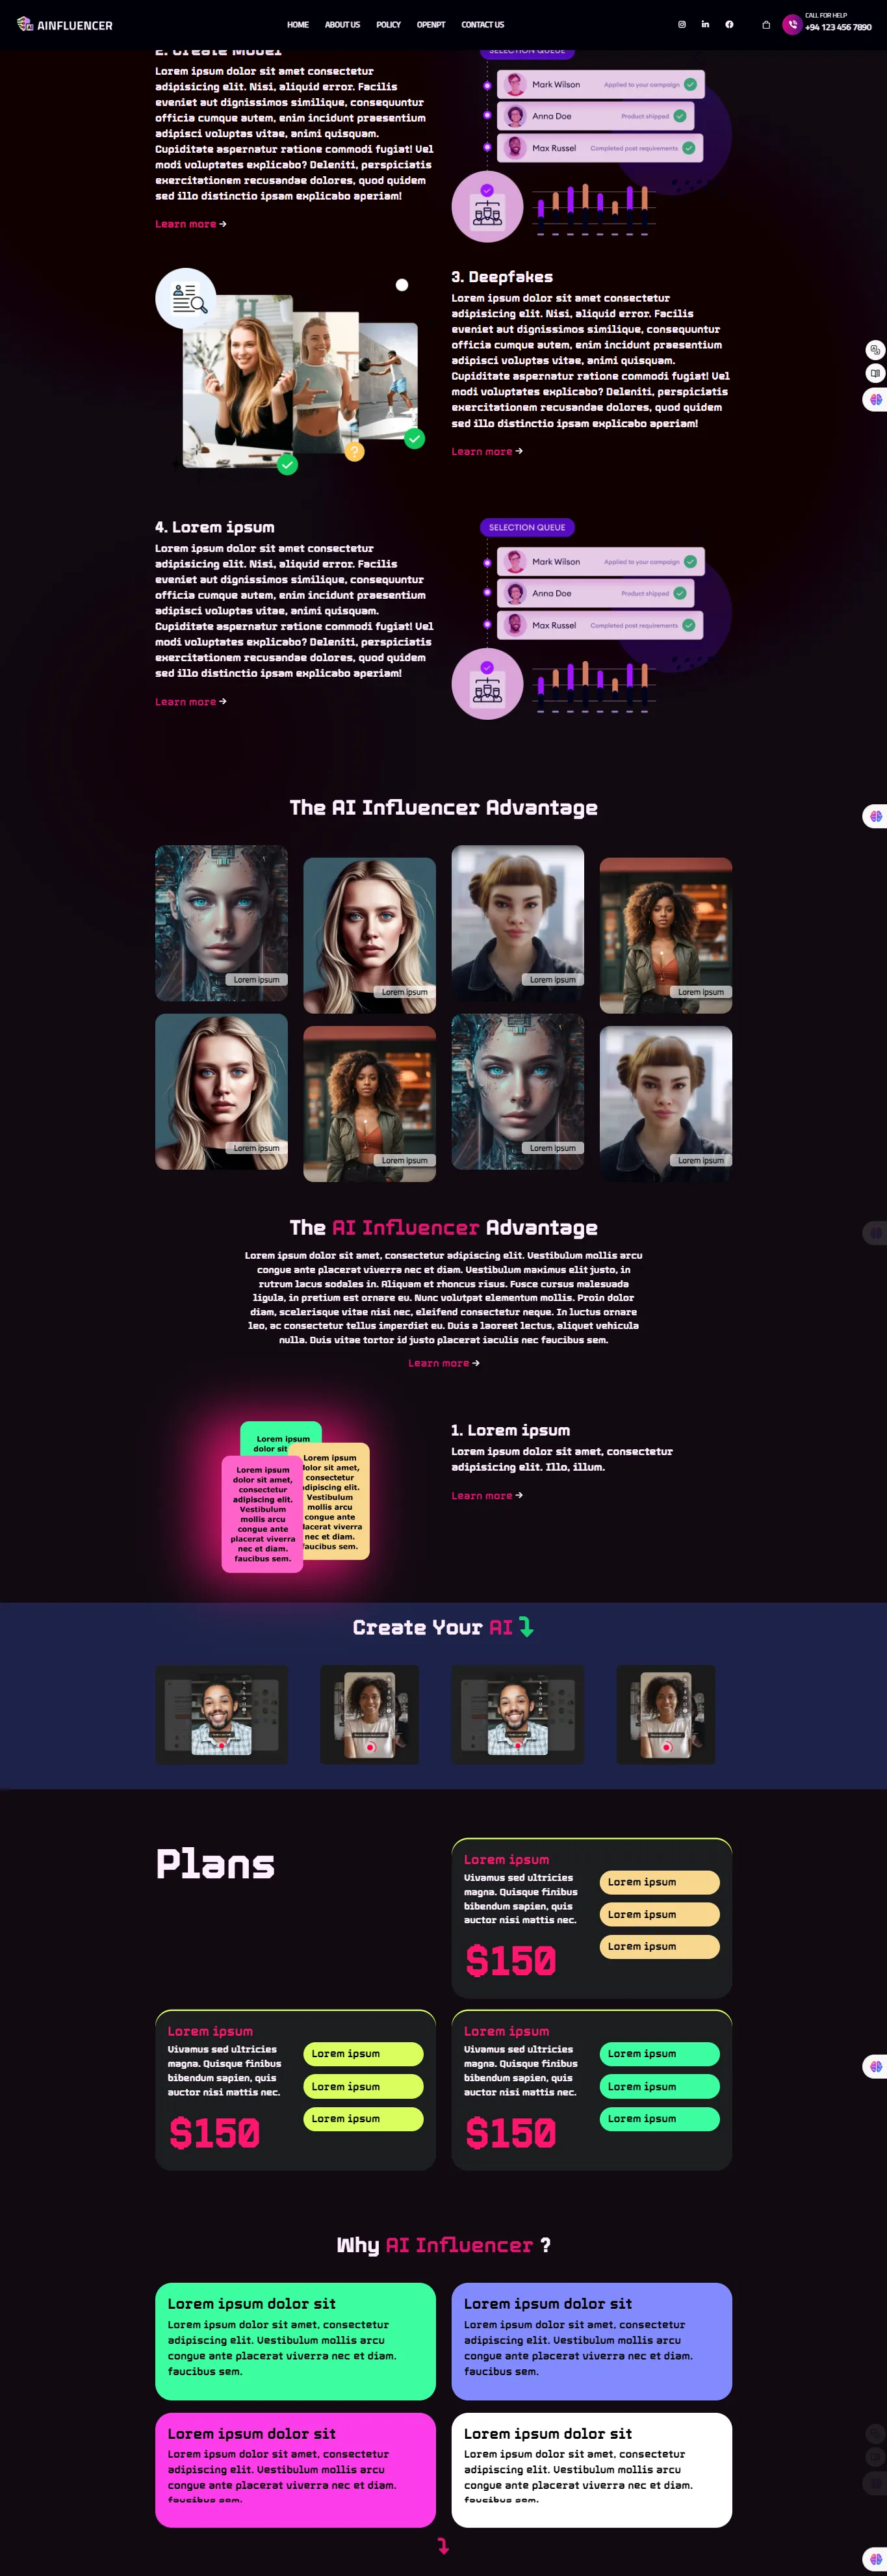 AINFLUENCER
HOME ABOUT US POLICY OPENPT CONTACT US
CALL FOR HELP
+94 123 456 7890
2. Create Model
Lorem ipsum dolor sit amet consectetur
adipisicing elit. Nisi, aliquid error. Facilis
eveniet aut dignissimos similique, consequuntur
officia cumque autem, enim incidunt praesentium
adipisci voluptas vitae, animi quisquam.
Cupiditate aspernatur ratione commodi fugiat! Vel
modi voluptates explicabo? Deleniti, perspiciatis
exercitationem recusandae dolores, quod quidem
sed illo distinctio ipsam explicabo aperiam!
Learn more →
SELECTION QUEUE
Mark Wilson Applied to your campaign
Anna Doe Product shipped
Max Russel Completed post requirements
H
3. Deepfakes
Lorem ipsum dolor sit amet consectetur
adipisicing elit. Nisi, aliquid error. Facilis
eveniet aut dignissimos similique, consequuntur
officia cumque autem, enim incidunt praesentium
adipisci voluptas vitae, animi quisquam.
Cupiditate aspernatur ratione commodi fugiat! Vel
modi voluptates explicabo? Deleniti, perspiciatis
exercitationem recusandae dolores, quod quidem
sed illo distinctio ipsam explicabo aperiam!
Learn more →
4. Lorem ipsum
Lorem ipsum dolor sit amet consectetur
adipisicing elit. Nisi, aliquid error. Facilis
eveniet aut dignissimos similique, consequuntur
officia cumque autem, enim incidunt praesentium
adipisci voluptas vitae, animi quisquam.
Cupiditate aspernatur ratione commodi fugiat! Vel
modi voluptates explicabo? Deleniti, perspiciatis
exercitationem recusandae dolores, quod quidem
sed illo distinctio ipsam explicabo aperiam!
Learn more →
SELECTION QUEUE
Mark Wilson Applied to your campaign
Anna Doe Product shipped
Max Russel Completed post requirements
The AI Influencer Advantage
Lorem ipsum
Lorem ipsum
Lorem ipsum
Lorem ipsum
Lorem ipsum
Lorem ipsum
Lorem ipsum
Lorem ipsum
The AI Influencer Advantage
Lorem ipsum dolor sit amet, consectetur adipiscing elit. Vestibulum mollis arcu
congue ante placerat viverra nec et diam. Vestibulum maximus elit justo, in
rutrum lacus sodales in. Aliquam et rhoncus risus. Fusce cursus malesuada
ligula, in pretium est ornare eu. Nunc volutpat elementum mollis. Proin dolor
diam, scelerisque vitae nisi nec, eleifend consectetur neque. In luctus ornare
leo, ac consectetur tellus imperdiet eu. Duis a laoreet lectus, aliquet vehicula
nulla. Duis vitae tortor id justo placerat iaculis nec faucibus sem.
Learn more →
Lorem ipsum
dolor sit
Lorem ipsum
dolor sit amet,
consectetur
adipiscing elit.
Vestibulum
mollis arcu
congue ante
placerat viverra
nec et diam.
faucibus sem.
Lorem ipsum
dolor sit amet,
consectetur
adipiscing elit.
Vestibulum
mollis arcu
congue ante
placerat viverra
nec et diam.
faucibus sem.
1. Lorem ipsum
Lorem ipsum dolor sit amet, consectetur
adipisicing elit. Illo, illum.
Learn more →
Create Your AI
Plans
Lorem ipsum
Vivamus sed ultricies
magna. Quisque finibus
bibendum sapien, quis
auctor nisi mattis nec.
$150
Lorem ipsum
Lorem ipsum
Lorem ipsum
Lorem ipsum
Vivamus sed ultricies
magna. Quisque finibus
bibendum sapien, quis
auctor nisi mattis nec.
$150
Lorem ipsum
Lorem ipsum
Lorem ipsum
Lorem ipsum
Vivamus sed ultricies
magna. Quisque finibus
bibendum sapien, quis
auctor nisi mattis nec.
$150
Lorem ipsum
Lorem ipsum
Lorem ipsum
Why AI Influencer ?
Lorem ipsum dolor sit
Lorem ipsum dolor sit amet, consectetur
adipiscing elit. Vestibulum mollis arcu
congue ante placerat viverra nec et diam.
faucibus sem.
Lorem ipsum dolor sit
Lorem ipsum dolor sit amet, consectetur
adipiscing elit. Vestibulum mollis arcu
congue ante placerat viverra nec et diam.
faucibus sem.
Lorem ipsum dolor sit
Lorem ipsum dolor sit amet, consectetur
adipiscing elit. Vestibulum mollis arcu
congue ante placerat viverra nec et diam.
faucibus sem.
Lorem ipsum dolor sit
Lorem ipsum dolor sit amet, consectetur
adipiscing elit. Vestibulum mollis arcu
congue ante placerat viverra nec et diam.
faucibus sem.